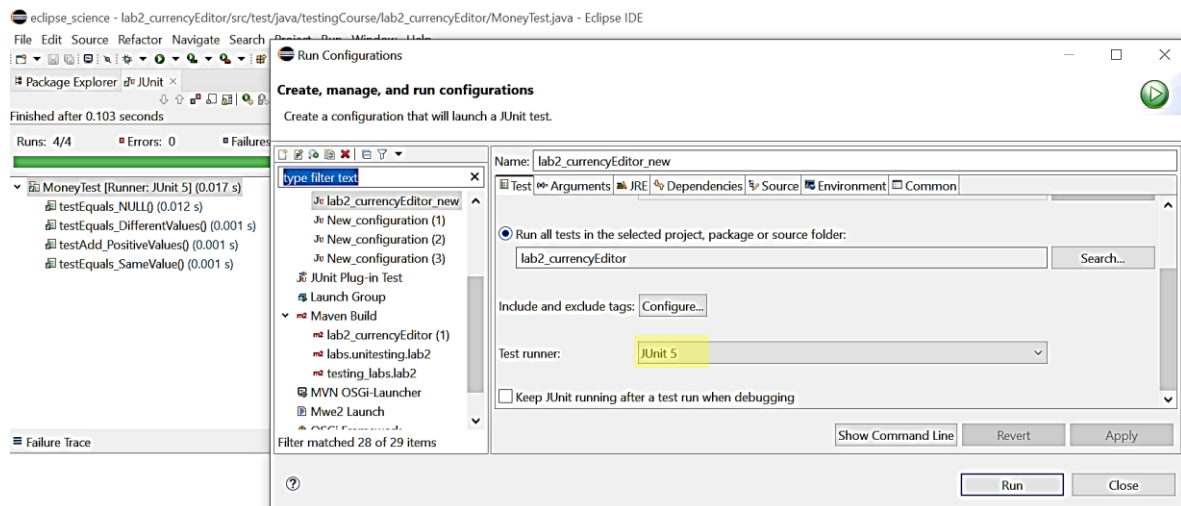 eclipse_science - lab2_currencyEditor/src/test/java/testingCourse/lab2_currencyEditor/MoneyTest.java - Eclipse IDE
File Edit Source Refactor Navigate Search Project Run Window Help
Package Explorer JUnit
Finished after 0.103 seconds
Runs: 4/4 Errors: 0 Failures
MoneyTest [Runner: JUnit 5] (0.017 s)
testEquals_NULL() (0.012 s)
testEquals_DifferentValues() (0.001 s)
testAdd_PositiveValues() (0.001 s)
testEquals_SameValue() (0.001 s)
Failure Trace
Run Configurations
Create, manage, and run configurations
Create a configuration that will launch a JUnit test.
type filter text
lab2_currencyEditor_new
New_configuration (1)
New_configuration (2)
New_configuration (3)
JUnit Plug-in Test
Launch Group
Maven Build
lab2_currencyEditor (1)
labs.unitesting.lab2
testing_labs.lab2
MVN OSGi-Launcher
Mwe2 Launch
Filter matched 28 of 29 items
Name: lab2_currencyEditor_new
Test Arguments JRE Dependencies Source Environment Common
Run all tests in the selected project, package or source folder:
lab2_currencyEditor Search...
Include and exclude tags: Configure...
Test runner: JUnit 5
Keep JUnit running after a test run when debugging
Show Command Line Revert Apply
Run Close